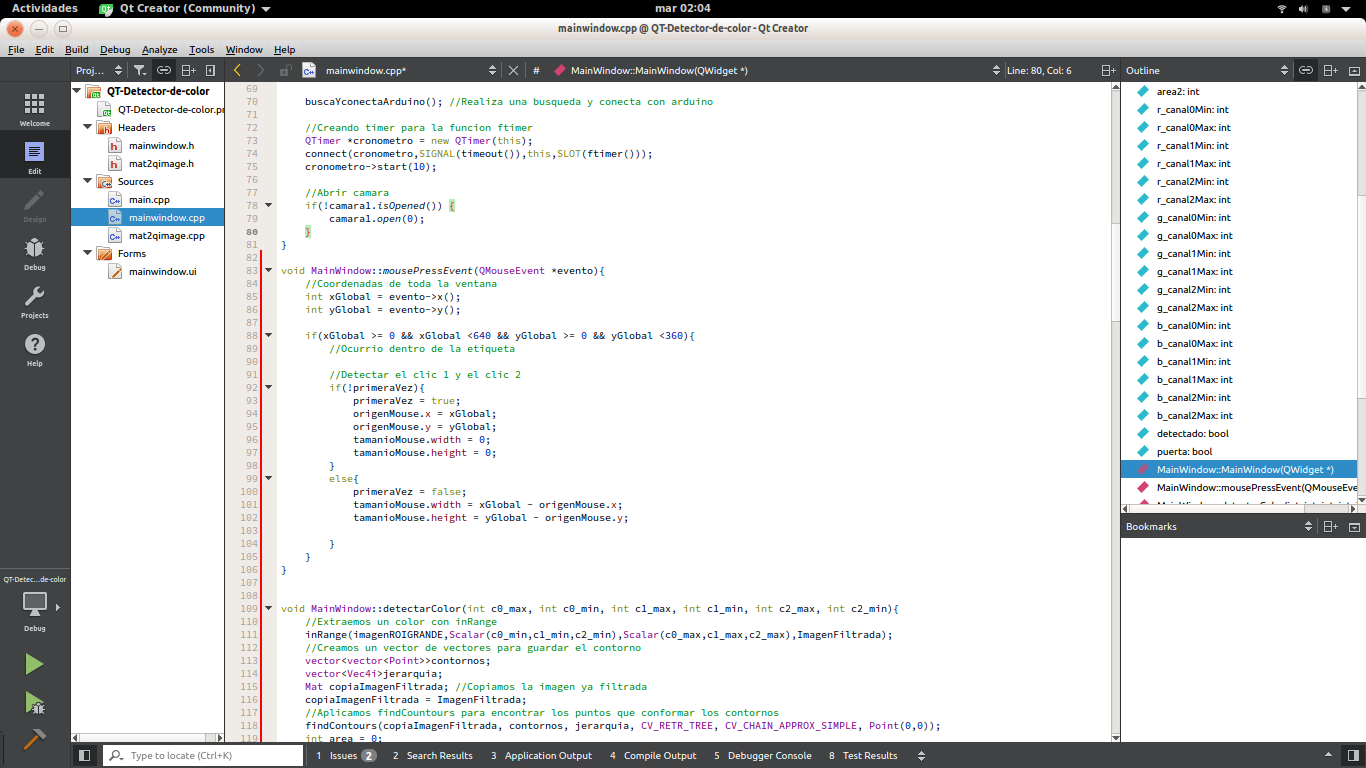 Actividades Qt Creator (Community) mar 02:04
mainwindow.cpp @ QT-Detector-de-color - Qt Creator
File Edit Build Debug Analyze Tools Window Help
Proj... mainwindow.cpp* # MainWindow::MainWindow(QWidget *) Line: 80, Col: 6 Outline
Welcome
Edit
Design
Debug
Projects
Help
QT-Detec...de-color
Debug
QT-Detector-de-color
QT-Detector-de-color.pr
Headers
mainwindow.h
mat2qimage.h
Sources
main.cpp
mainwindow.cpp
mat2qimage.cpp
Forms
mainwindow.ui
69
70 buscaYconectaArduino(); //Realiza una busqueda y conecta con arduino
71
72 //Creando timer para la funcion ftimer
73 QTimer *cronometro = new QTimer(this);
74 connect(cronometro,SIGNAL(timeout()),this,SLOT(ftimer()));
75 cronometro->start(10);
76
77 //Abrir camara
78 if(!camara1.isOpened()) {
79 camara1.open(0);
80 }
81 }
82
83 void MainWindow::mousePressEvent(QMouseEvent *evento){
84 //Coordenadas de toda la ventana
85 int xGlobal = evento->x();
86 int yGlobal = evento->y();
87
88 if(xGlobal >= 0 && xGlobal <640 && yGlobal >= 0 && yGlobal <360){
89 //Ocurrio dentro de la etiqueta
90
91 //Detectar el clic 1 y el clic 2
92 if(!primeraVez){
93 primeraVez = true;
94 origenMouse.x = xGlobal;
95 origenMouse.y = yGlobal;
96 tamanioMouse.width = 0;
97 tamanioMouse.height = 0;
98 }
99 else{
100 primeraVez = false;
101 tamanioMouse.width = xGlobal - origenMouse.x;
102 tamanioMouse.height = yGlobal - origenMouse.y;
103
104 }
105 }
106 }
107
108
109 void MainWindow::detectarColor(int c0_max, int c0_min, int c1_max, int c1_min, int c2_max, int c2_min){
110 //Extraemos un color con inRange
111 inRange(imagenROIGRANDE,Scalar(c0_min,c1_min,c2_min),Scalar(c0_max,c1_max,c2_max),ImagenFiltrada);
112 //Creamos un vector de vectores para guardar el contorno
113 vector<vector<Point>>contornos;
114 vector<Vec4i>jerarquia;
115 Mat copiaImagenFiltrada; //Copiamos la imagen ya filtrada
116 copiaImagenFiltrada = ImagenFiltrada;
117 //Aplicamos findCountours para encontrar los puntos que conformar los contornos
118 findContours(copiaImagenFiltrada, contornos, jerarquia, CV_RETR_TREE, CV_CHAIN_APPROX_SIMPLE, Point(0,0));
119 int area = 0;
area2: int
r_canal0Min: int
r_canal0Max: int
r_canal1Min: int
r_canal1Max: int
r_canal2Min: int
r_canal2Max: int
g_canal0Min: int
g_canal0Max: int
g_canal1Min: int
g_canal1Max: int
g_canal2Min: int
g_canal2Max: int
b_canal0Min: int
b_canal0Max: int
b_canal1Min: int
b_canal1Max: int
b_canal2Min: int
b_canal2Max: int
detectado: bool
puerta: bool
MainWindow::MainWindow(QWidget *)
MainWindow::mousePressEvent(QMouseEve
Bookmarks
Type to locate (Ctrl+K) 1 Issues 2 2 Search Results 3 Application Output 4 Compile Output 5 Debugger Console 8 Test Results